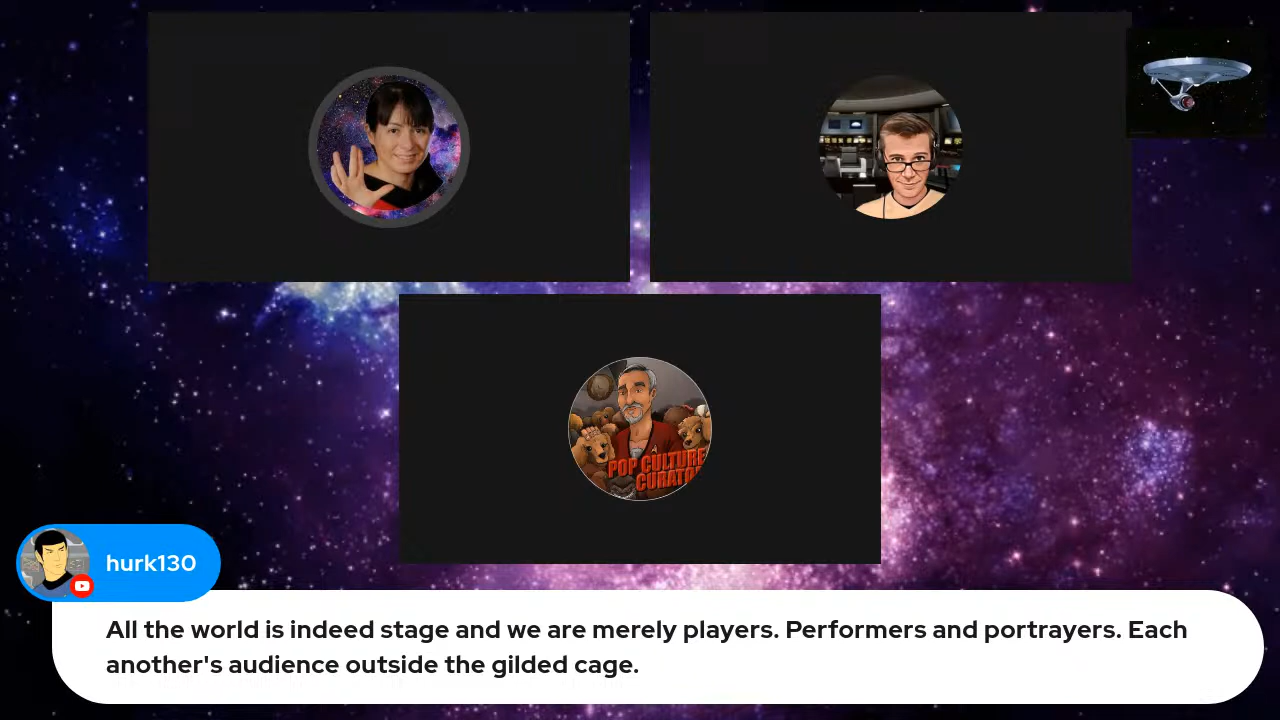 POP CULTURE
CURATO
hurk130
All the world is indeed stage and we are merely players. Performers and portrayers. Each
another's audience outside the gilded cage.